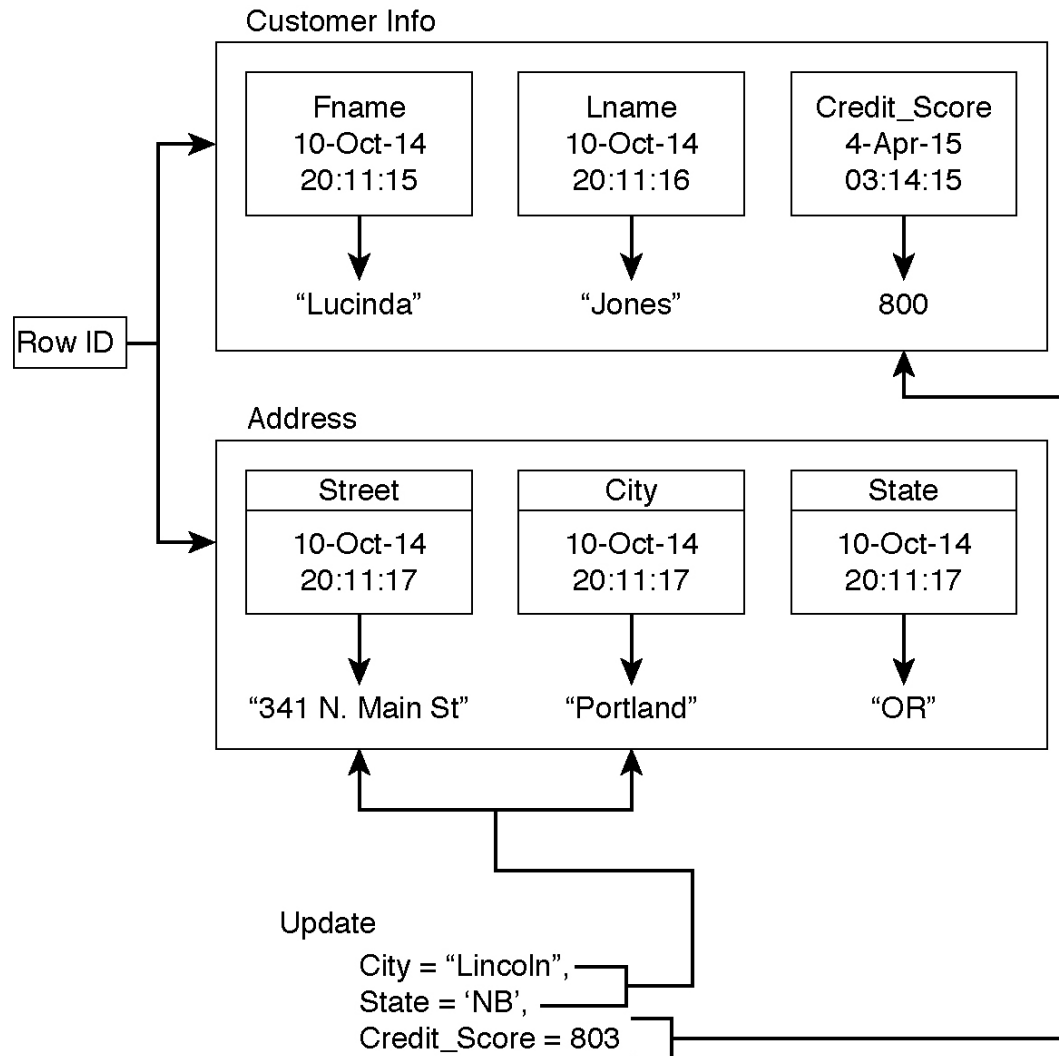 Customer Info
Fname
10-Oct-14
20:11:15
Lname
10-Oct-14
20:11:16
Credit_Score
4-Apr-15
03:14:15
“Lucinda”
“Jones”
800
Row ID
Address
Street
10-Oct-14
20:11:17
City
10-Oct-14
20:11:17
State
10-Oct-14
20:11:17
“341 N. Main St”
“Portland”
“OR”
Update
City = “Lincoln”,
State = ‘NB’,
Credit_Score = 803